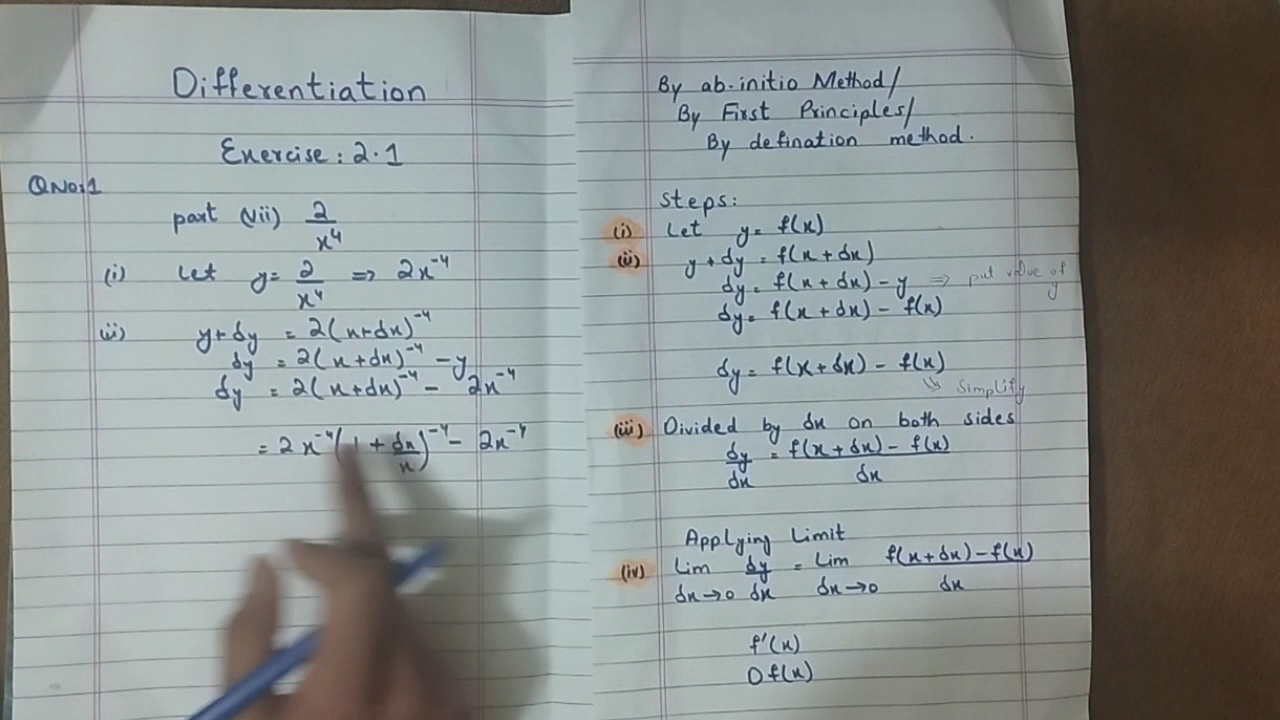 Differentiation
Exercise: 2.1
QNo:1
part (vii) 2/x⁴
(i) Let y = 2/x⁴ ⇒ 2x⁻⁴
(ii) y+δy = 2(x+δx)⁻⁴
δy = 2(x+δx)⁻⁴ - y
δy = 2(x+δx)⁻⁴ - 2x⁻⁴
= 2x⁻⁴(1 + δx/x)⁻⁴ - 2x⁻⁴
By ab-initio Method/
By First Principles/
By defination method.
Steps:
(i) Let y = f(x)
(ii) y+δy = f(x+δx)
δy = f(x+δx) - y ⇒ put value of y
δy = f(x+δx) - f(x)
δy = f(x+δx) - f(x)
Simplify
(iii) Divided by δx on both sides
δy/δx = f(x+δx) - f(x)/δx
Applying Limit
(iv) Lim δx→0 δy/δx = Lim δx→0 f(x+δx)-f(x)/δx
f'(x)
Df(x)